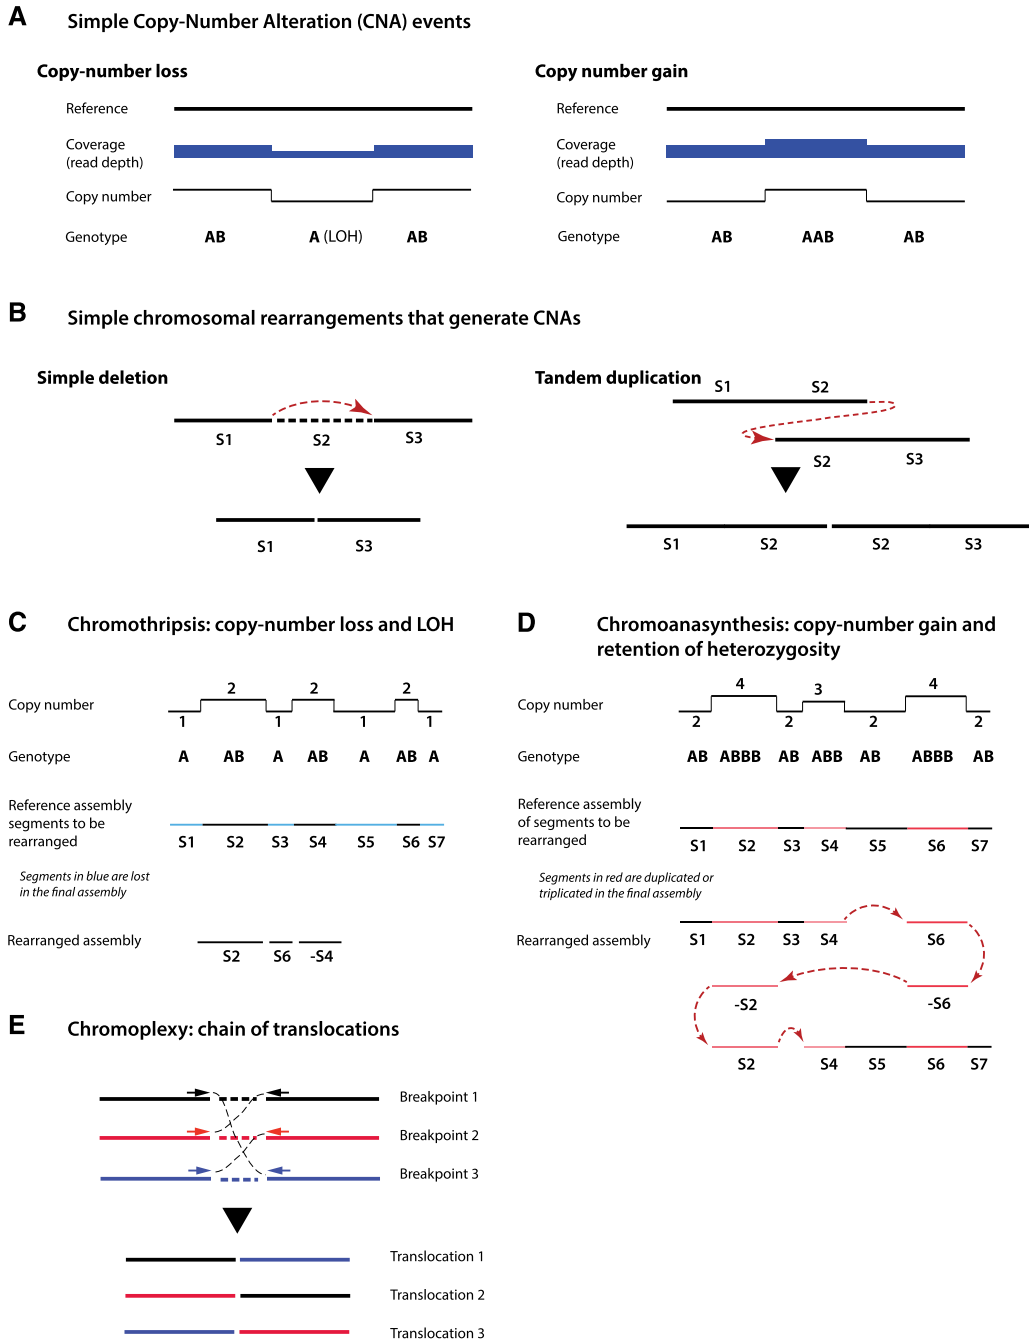 A Simple Copy-Number Alteration (CNA) events
Copy-number loss
Reference
Coverage
(read depth)
Copy number
Genotype AB A (LOH) AB
Copy number gain
Reference
Coverage
(read depth)
Copy number
Genotype AB AAB AB
B Simple chromosomal rearrangements that generate CNAs
Simple deletion
S1 S2 S3
S1 S3
Tandem duplication
S1 S2
S2 S3
S1 S2 S2 S3
C Chromothripsis: copy-number loss and LOH
2 2 2
Copy number
1 1 1 1
Genotype A AB A AB A AB A
Reference assembly
segments to be
rearranged
S1 S2 S3 S4 S5 S6 S7
Segments in blue are lost
in the final assembly
Rearranged assembly
S2 S6 -S4
D Chromoanasynthesis: copy-number gain and
retention of heterozygosity
4 3 4
Copy number
2 2 2 2
Genotype AB ABBB AB ABB AB ABBB AB
Reference assembly
of segments to be
rearranged
S1 S2 S3 S4 S5 S6 S7
Segments in red are duplicated or
triplicated in the final assembly
Rearranged assembly
S1 S2 S3 S4 S6
-S2 -S6
S2 S4 S5 S6 S7
E Chromoplexy: chain of translocations
Breakpoint 1
Breakpoint 2
Breakpoint 3
Translocation 1
Translocation 2
Translocation 3